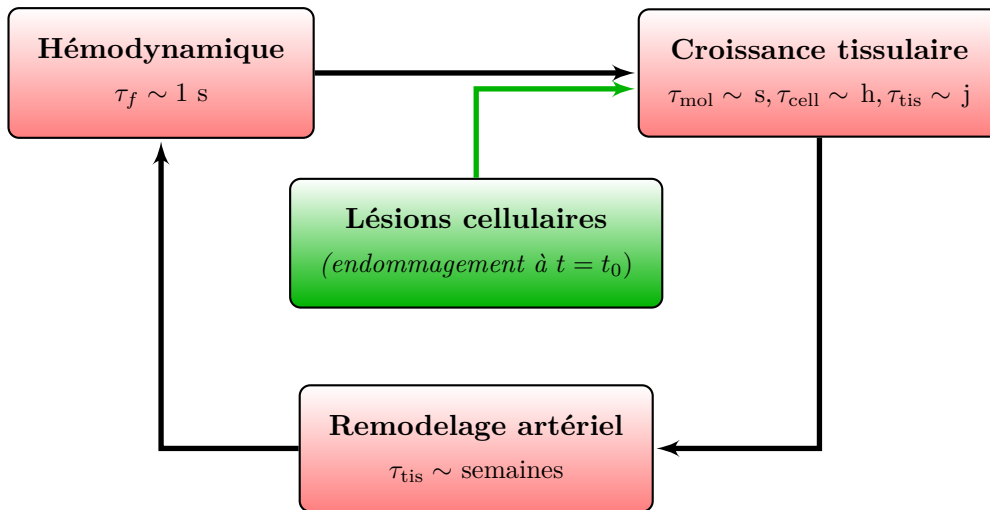 Hémodynamique
τ_f ∼ 1 s
Croissance tissulaire
τ_mol ∼ s, τ_cell ∼ h, τ_tis ∼ j
Lésions cellulaires
(endommagement à t = t_0)
Remodelage artériel
τ_tis ∼ semaines